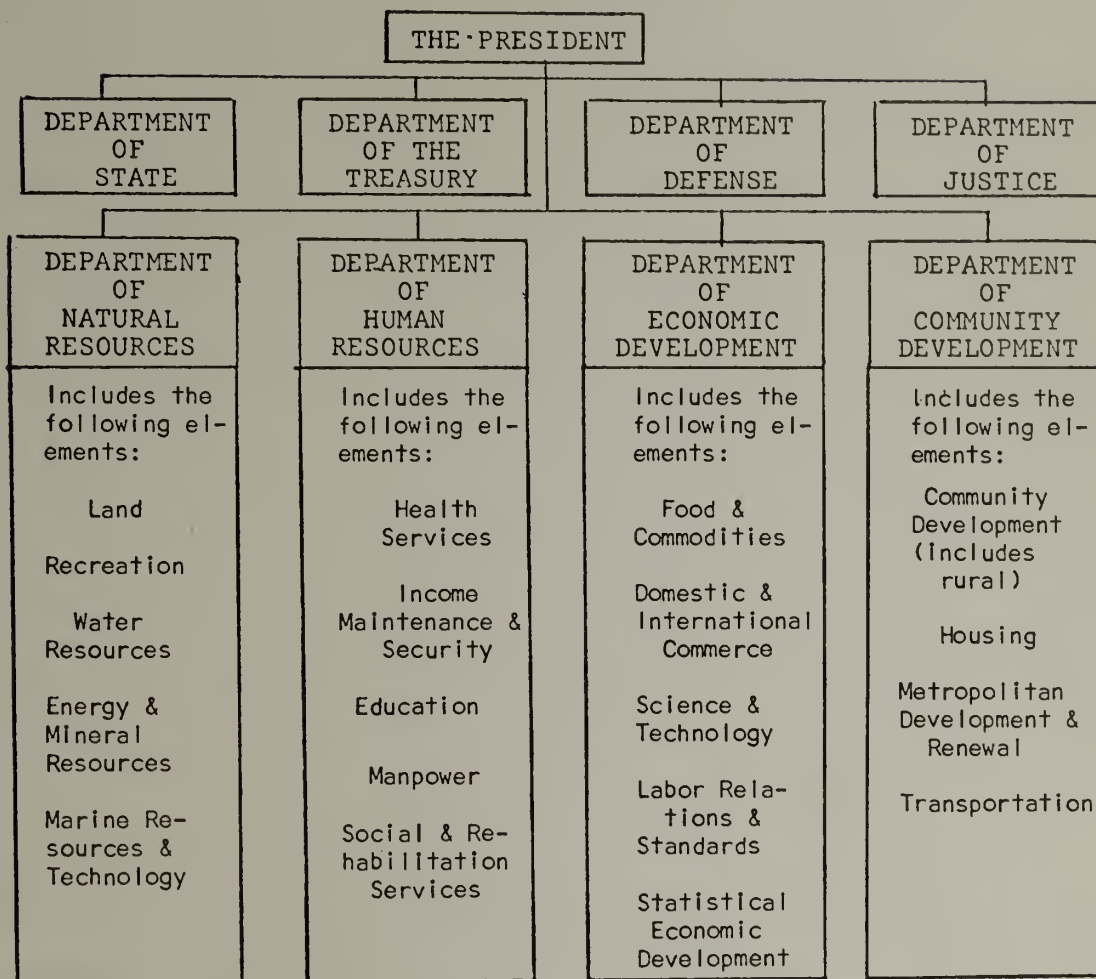 THE·PRESIDENT
DEPARTMENT
OF
STATE
DEPARTMENT
OF THE
TREASURY
DEPARTMENT
OF
DEFENSE
DEPARTMENT
OF
JUSTICE
DEPARTMENT
OF
NATURAL
RESOURCES
Includes the
following el-
ements:
Land
Recreation
Water
Resources
Energy &
Mineral
Resources
Marine Re-
sources &
Technology
DEPARTMENT
OF
HUMAN
RESOURCES
Includes the
following el-
ements:
Health
Services
Income
Maintenance &
Security
Education
Manpower
Social & Re-
habilitation
Services
DEPARTMENT
OF
ECONOMIC
DEVELOPMENT
Includes the
following el-
ements:
Food &
Commodities
Domestic &
International
Commerce
Science &
Technology
Labor Rela-
tions &
Standards
Statistical
Economic
Development
DEPARTMENT
OF
COMMUNITY
DEVELOPMENT
Includes the
following el-
ements:
Community
Development
(includes
rural)
Housing
Metropolitan
Development &
Renewal
Transportation